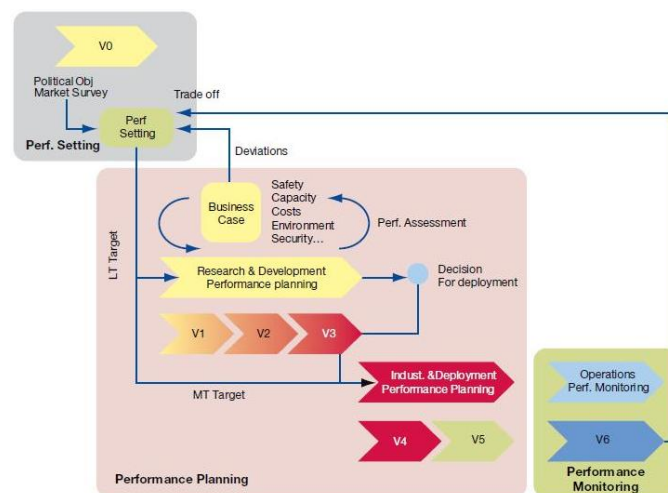 V0
Political Obj
Market Survey
Trade off
Perf
Setting
Perf. Setting
Deviations
Safety
Capacity
Costs
Environment
Security...
Business
Case
Perf. Assessment
LT Target
Research & Development
Performance planning
Decision
For deployment
V1
V2
V3
Indust. &Deployment
Performance Planning
MT Target
Operations
Perf. Monitoring
V4
V5
V6
Performance Planning
Performance
Monitoring